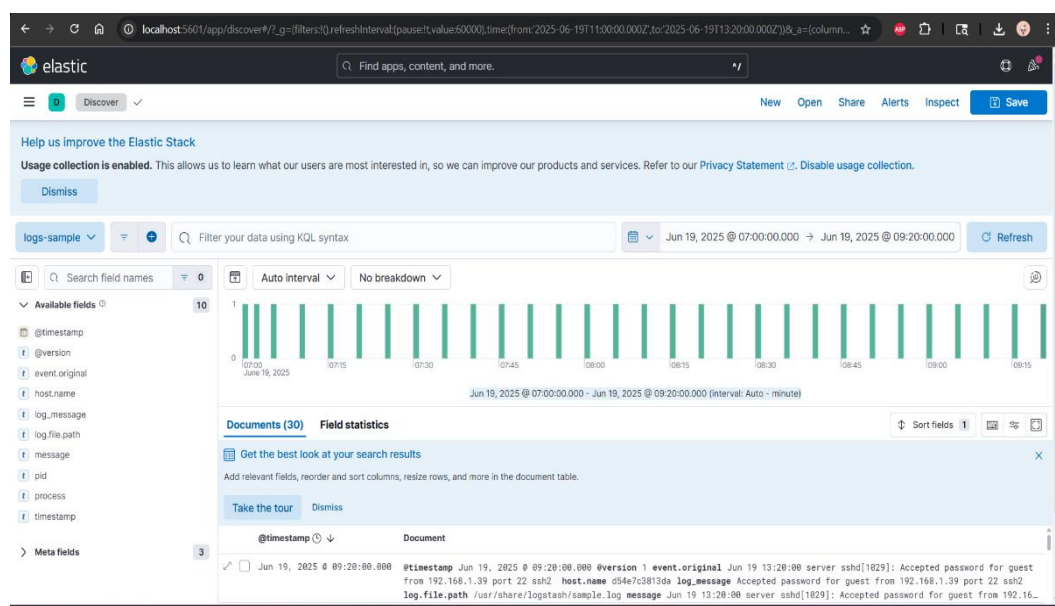 localhost:5601/app/discover#/?_g=(filters:!(),refreshInterval:(pause:!t,value:60000),time:(from:'2025-06-19T11:00:00.000Z',to:'2025-06-19T13:20:00.000Z'))&_a=(column...
elastic
Find apps, content, and more.
^/
D
Discover
New
Open
Share
Alerts
Inspect
Save
Help us improve the Elastic Stack
Usage collection is enabled. This allows us to learn what our users are most interested in, so we can improve our products and services. Refer to our Privacy Statement. Disable usage collection.
Dismiss
logs-sample
Filter your data using KQL syntax
Jun 19, 2025 @ 07:00:00.000 → Jun 19, 2025 @ 09:20:00.000
Refresh
Search field names
0
Auto interval
No breakdown
Available fields
10
@timestamp
@version
event.original
host.name
log_message
log.file.path
message
pid
process
timestamp
Meta fields
3
1
0
07:00
June 19, 2025
07:15
07:30
07:45
08:00
08:15
08:30
08:45
09:00
09:15
Jun 19, 2025 @ 07:00:00.000 - Jun 19, 2025 @ 09:20:00.000 (interval: Auto - minute)
Documents (30)
Field statistics
Sort fields
1
Get the best look at your search results
Add relevant fields, reorder and sort columns, resize rows, and more in the document table.
Take the tour
Dismiss
@timestamp
Document
Jun 19, 2025 @ 09:20:00.000
@timestamp Jun 19, 2025 @ 09:20:00.000 @version 1 event.original Jun 19 13:20:00 server sshd[1029]: Accepted password for guest
from 192.168.1.39 port 22 ssh2 host.name d54e7c3813da log_message Accepted password for guest from 192.168.1.39 port 22 ssh2
log.file.path /usr/share/logstash/sample.log message Jun 19 13:20:00 server sshd[1029]: Accepted password for guest from 192.16…